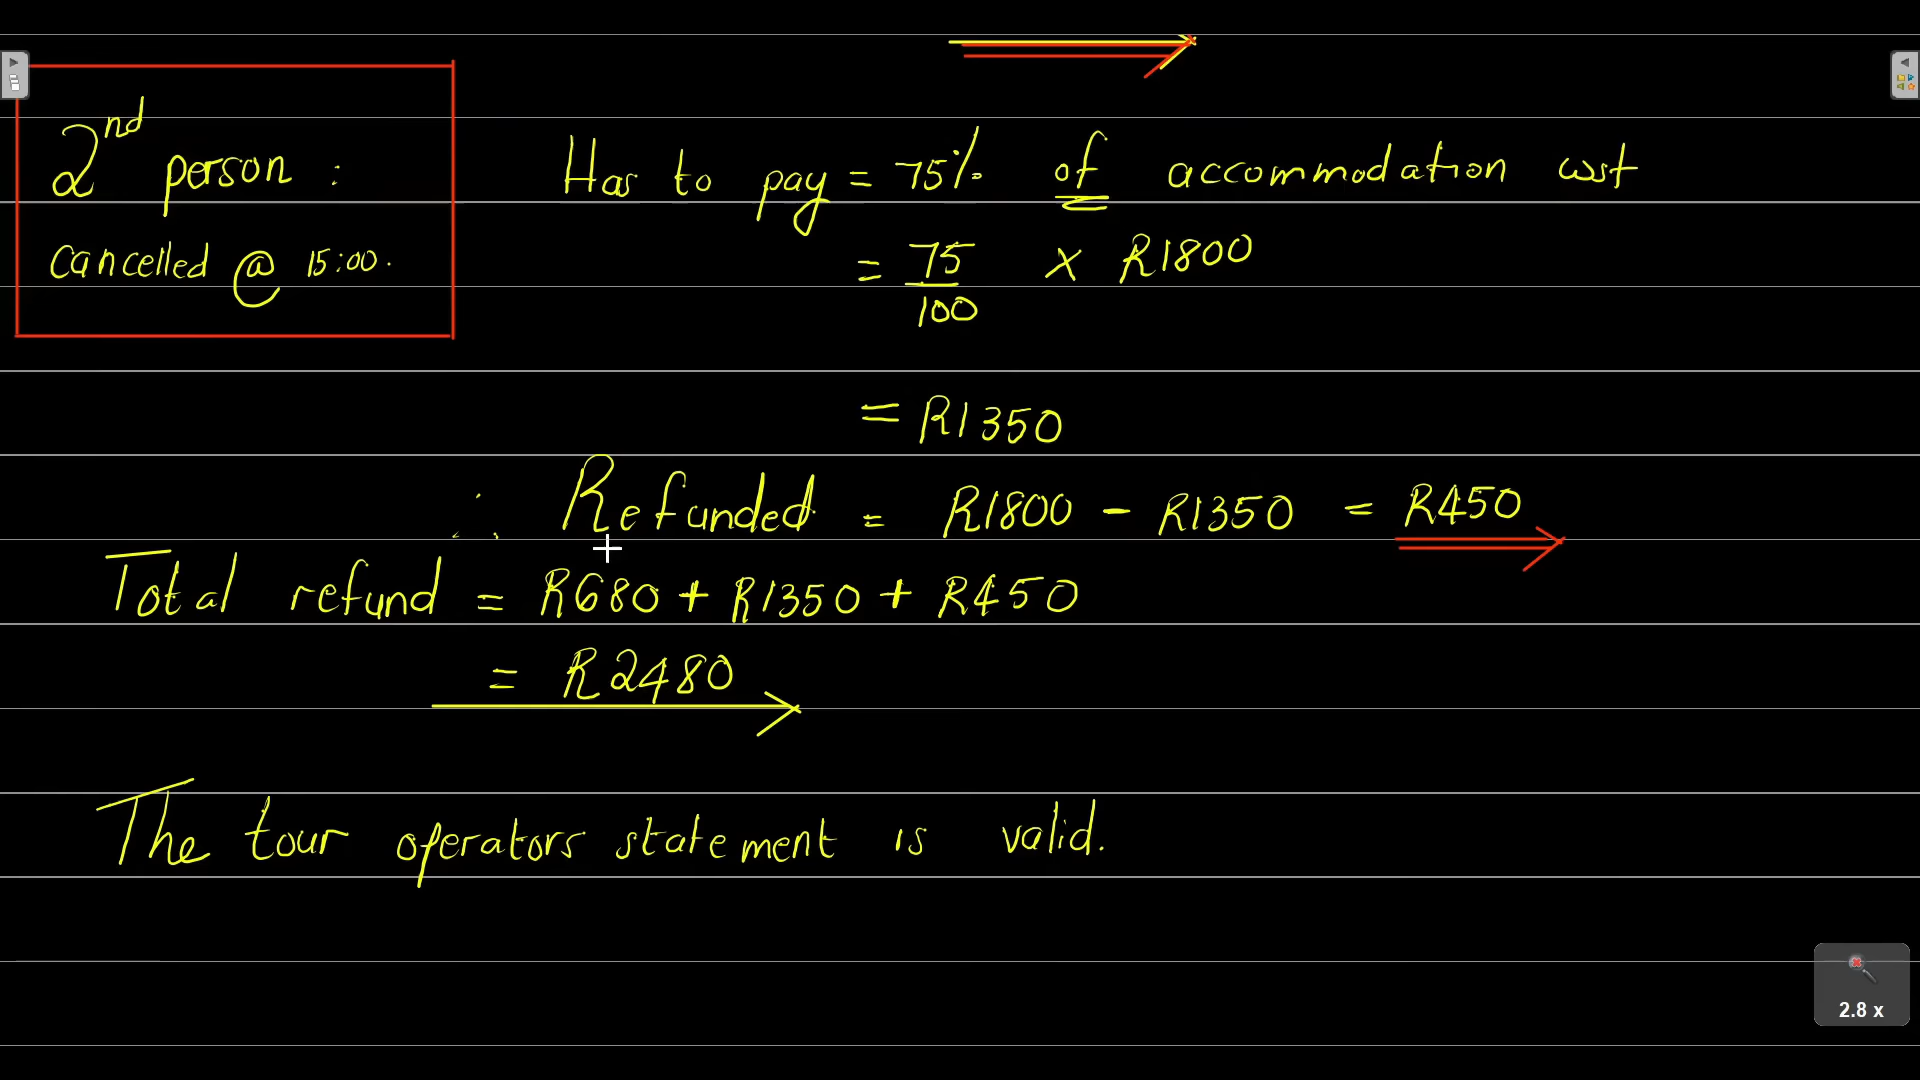 2nd person :
cancelled @ 15:00.
Has to pay = 75% of accommodation cost
= 75/100 × R1800
= R1350
∴ Refunded = R1800 - R1350 = R450
Total refund = R680 + R1350 + R450
= R2480
The tour operators statement is valid.
2.8 x